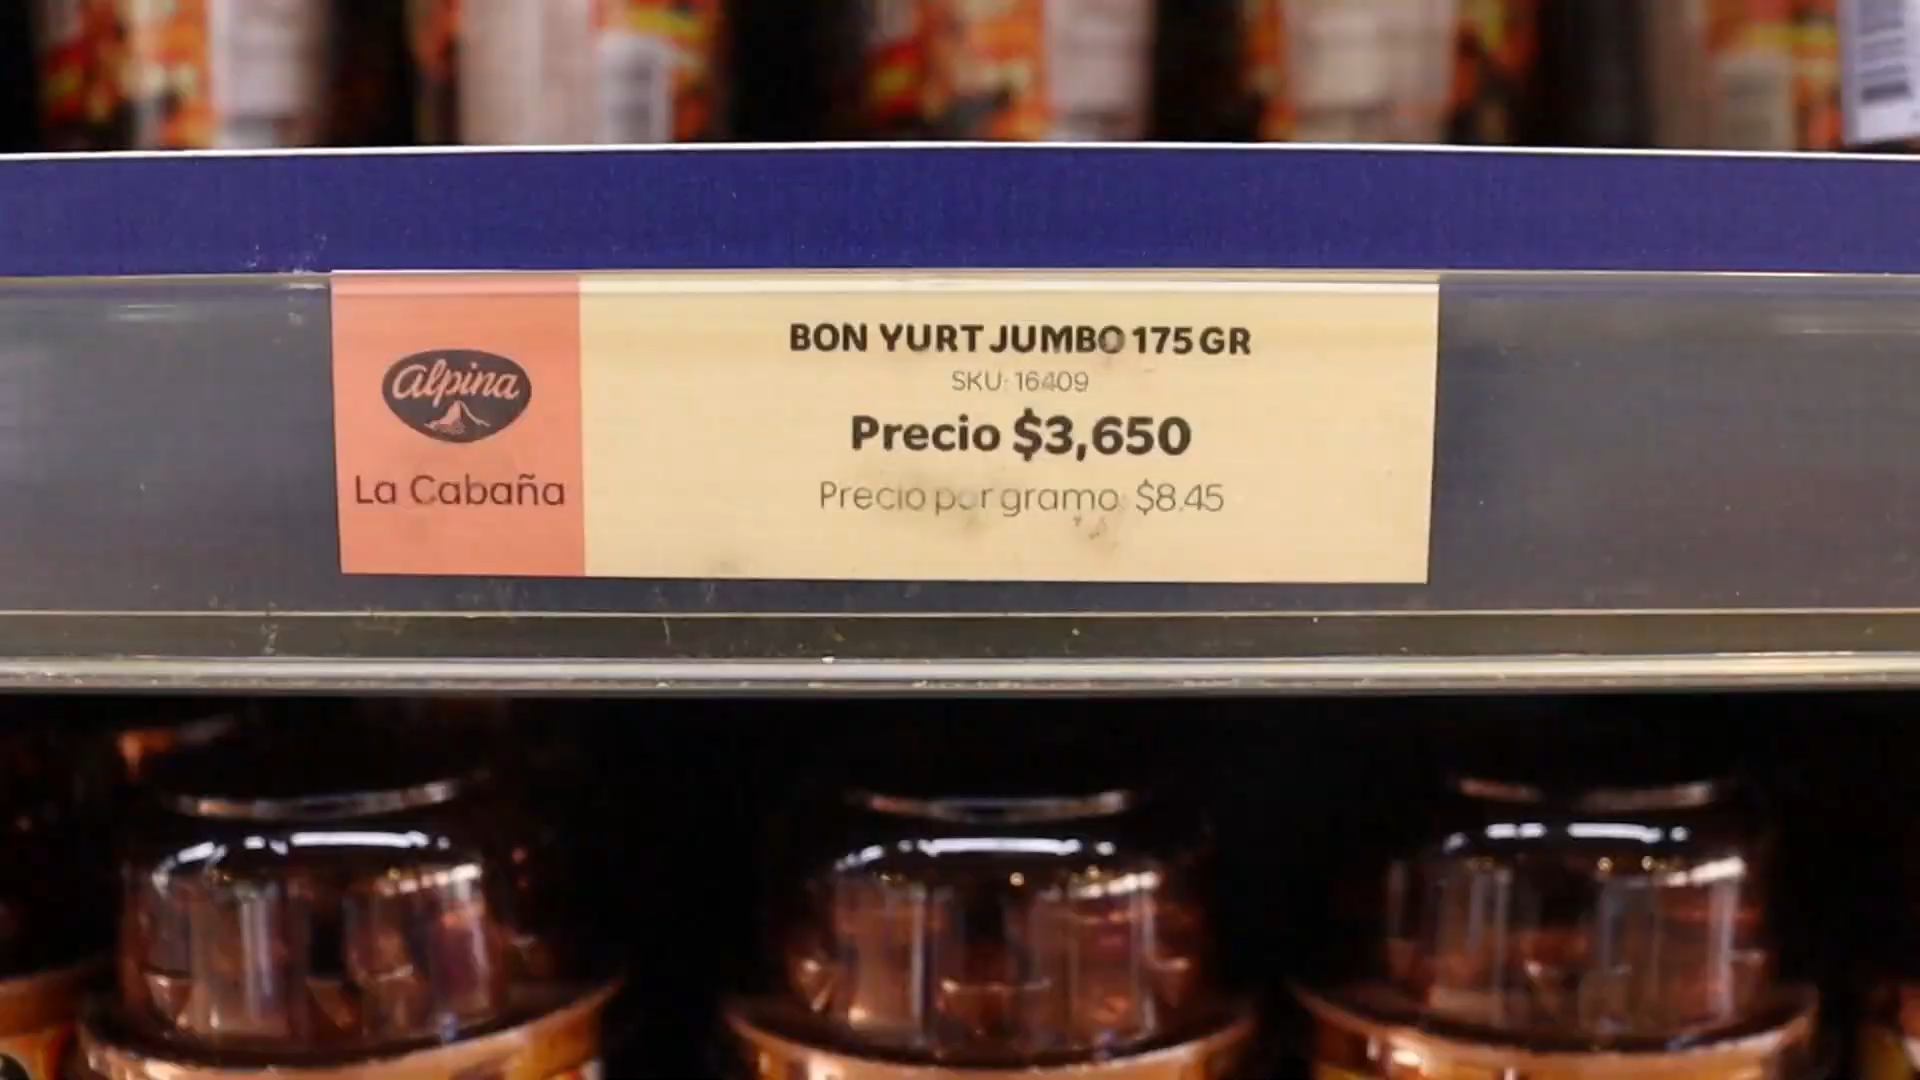 alpina
La Cabaña
BON YURT JUMBO 175 GR
SKU: 16409
Precio $3,650
Precio por gramo: $8.45